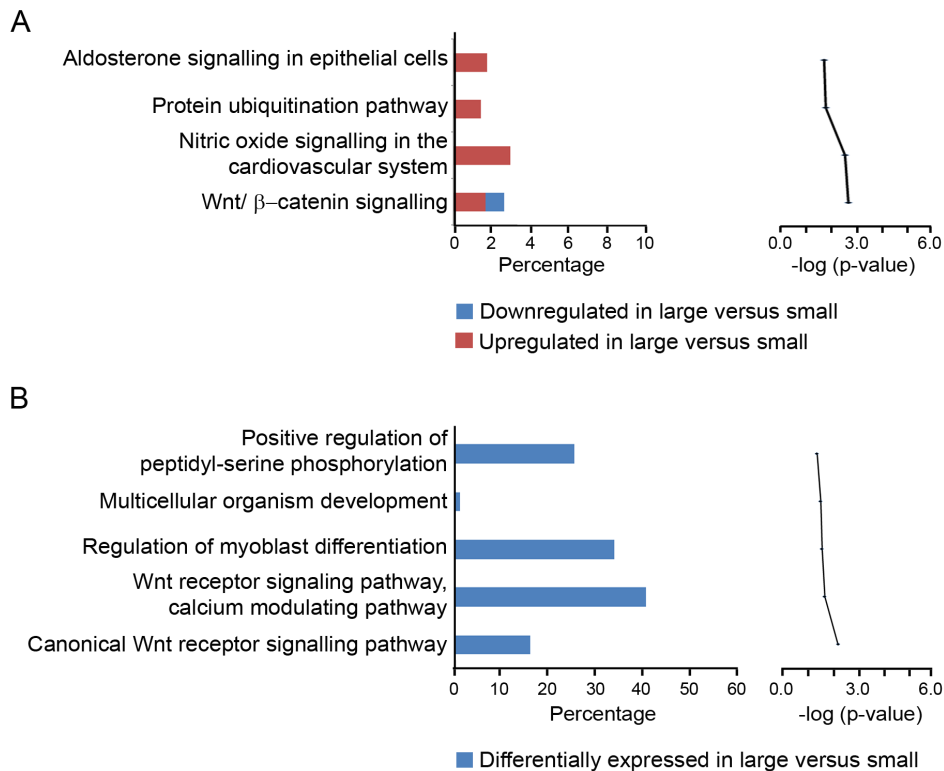 A
Aldosterone signalling in epithelial cells
Protein ubiquitination pathway
Nitric oxide signalling in the
cardiovascular system
Wnt/ β–catenin signalling
0 2 4 6 8 10
Percentage
0.0 3.0 6.0
-log (p-value)
Downregulated in large versus small
Upregulated in large versus small
B
Positive regulation of
peptidyl-serine phosphorylation
Multicellular organism development
Regulation of myoblast differentiation
Wnt receptor signaling pathway,
calcium modulating pathway
Canonical Wnt receptor signalling pathway
0 10 20 30 40 50 60
Percentage
0.0 3.0 6.0
-log (p-value)
Differentially expressed in large versus small